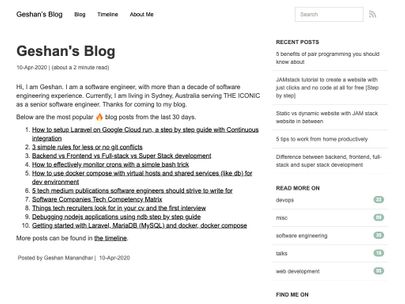 Geshan's Blog Blog Timeline About Me Search
Geshan's Blog
10-Apr-2020 | (about a 2 minute read)
Hi, I am Geshan. I am a software engineer, with more than a decade of software
engineering experience. Currently, I am living in Sydney, Australia serving THE ICONIC
as a senior software engineer. Thanks for coming to my blog.
Below are the most popular 🔥 blog posts from the last 30 days.
1. How to setup Laravel on Google Cloud run, a step by step guide with Continuous
integration
2. 3 simple rules for less or no git conflicts
3. Backend vs Frontend vs Full-stack vs Super Stack development
4. How to effectively monitor crons with a simple bash trick
5. How to use docker compose with virtual hosts and shared services (like db) for
dev environment
6. 5 tech medium publications software engineers should strive to write for
7. Software Companies Tech Competency Matrix
8. Things tech recruiters look for in your cv and the first interview
9. Debugging nodejs applications using ndb step by step guide
10. Getting started with Laravel, MariaDB (MySQL) and docker, docker compose
More posts can be found in the timeline.
Posted by Geshan Manandhar | 10-Apr-2020
RECENT POSTS
5 benefits of pair programming you should
know about
JAMstack tutorial to create a website with
just clicks and no code at all for free [Step
by step]
Static vs dynamic website with JAM stack
website in between
5 tips to work from home productively
Difference between backend, frontend, full-
stack and super stack development
READ MORE ON
devops
misc
software engineering
talks
web development
FIND ME ON